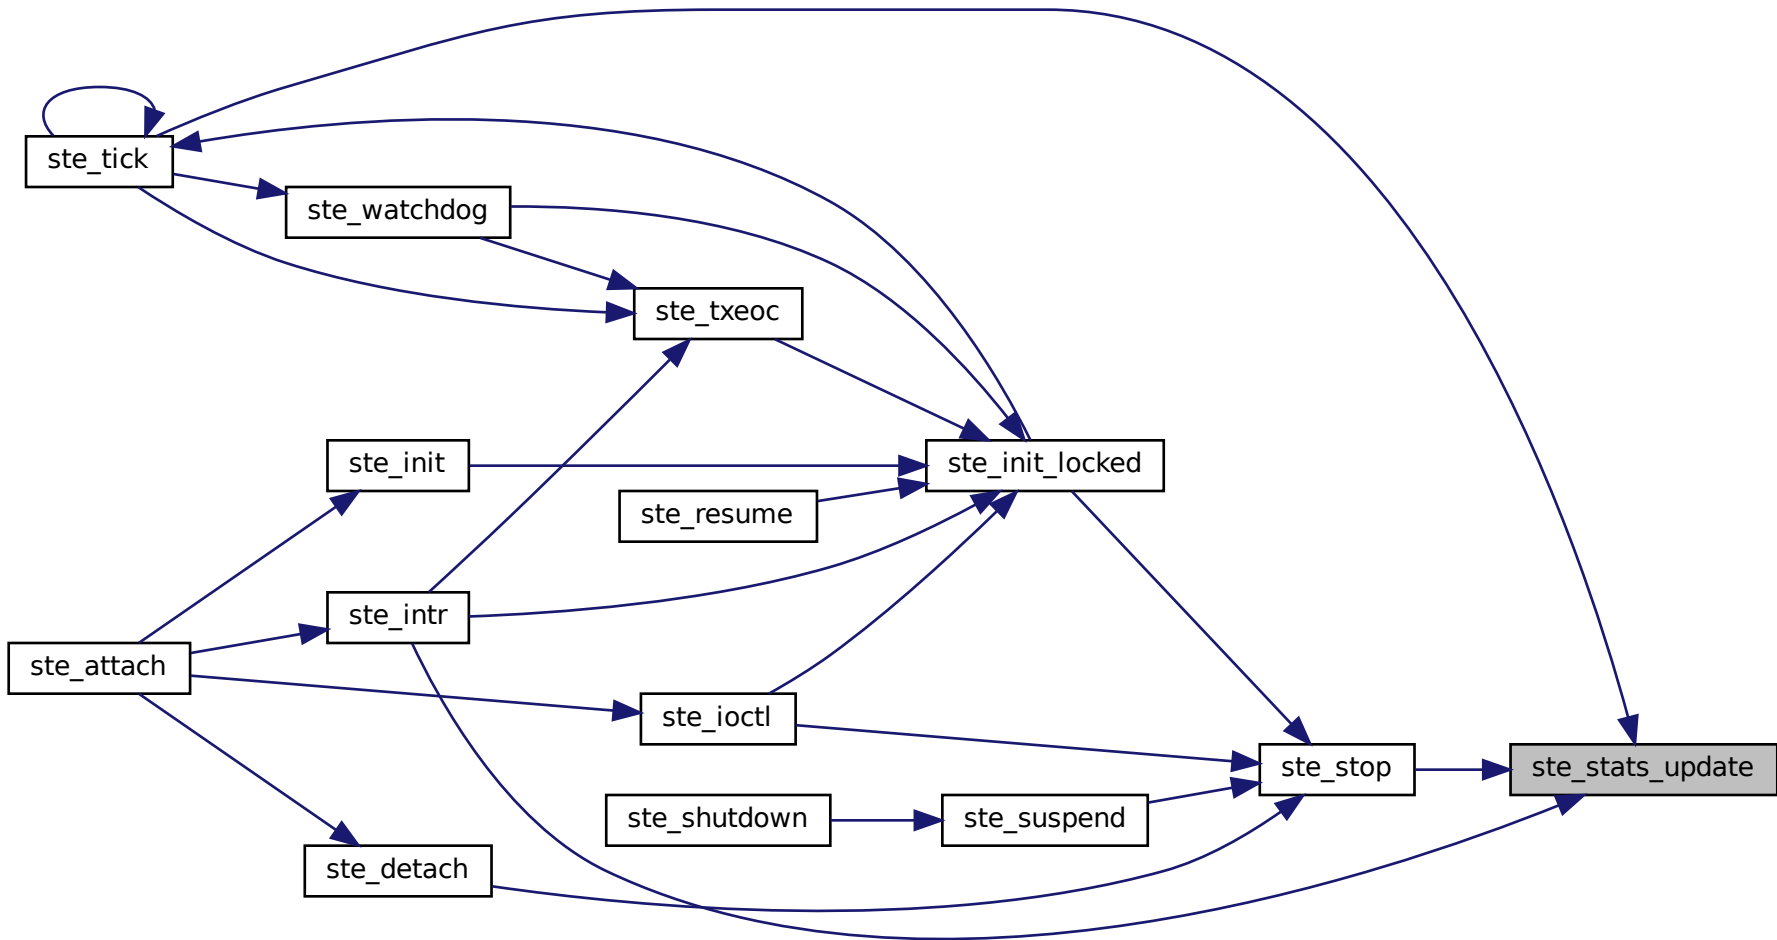 ste_tick
ste_watchdog
ste_txeoc
ste_init
ste_init_locked
ste_resume
ste_intr
ste_attach
ste_ioctl
ste_stop
ste_stats_update
ste_shutdown
ste_suspend
ste_detach